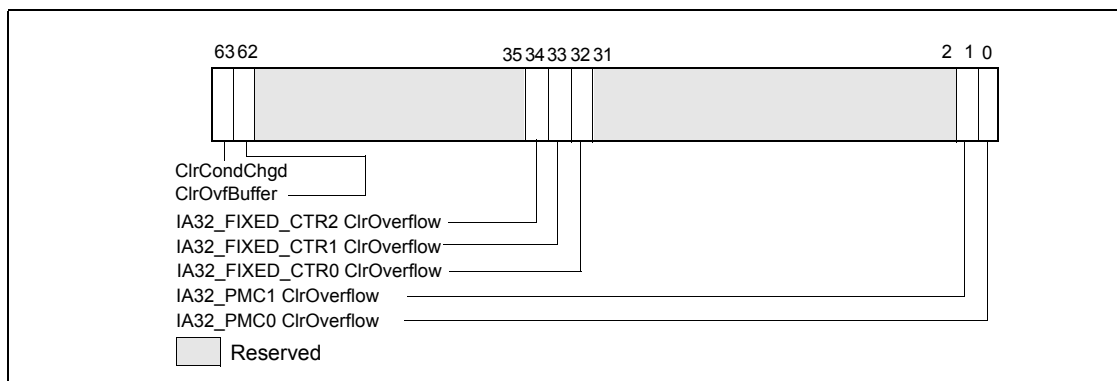 63 62 35 34 33 32 31 2 1 0
ClrCondChgd
ClrOvfBuffer
IA32_FIXED_CTR2 ClrOverflow
IA32_FIXED_CTR1 ClrOverflow
IA32_FIXED_CTR0 ClrOverflow
IA32_PMC1 ClrOverflow
IA32_PMC0 ClrOverflow
Reserved